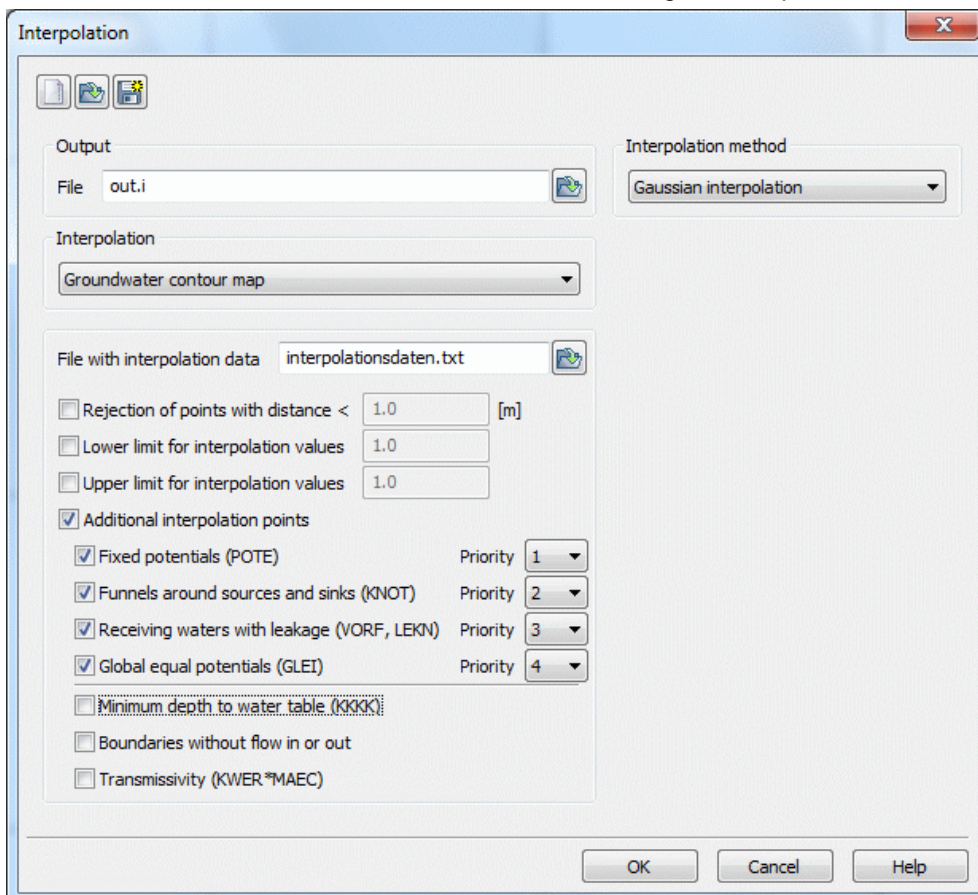 Interpolation
Output
File out.i
Interpolation method
Gaussian interpolation
Interpolation
Groundwater contour map
File with interpolation data interpolationsdaten.txt
Rejection of points with distance < 1.0 [m]
Lower limit for interpolation values 1.0
Upper limit for interpolation values 1.0
Additional interpolation points
Fixed potentials (POTE) Priority 1
Funnels around sources and sinks (KNOT) Priority 2
Receiving waters with leakage (VORF, LEKN) Priority 3
Global equal potentials (GLEI) Priority 4
Minimum depth to water table (KKKK)
Boundaries without flow in or out
Transmissivity (KWER*MAEC)
OK Cancel Help